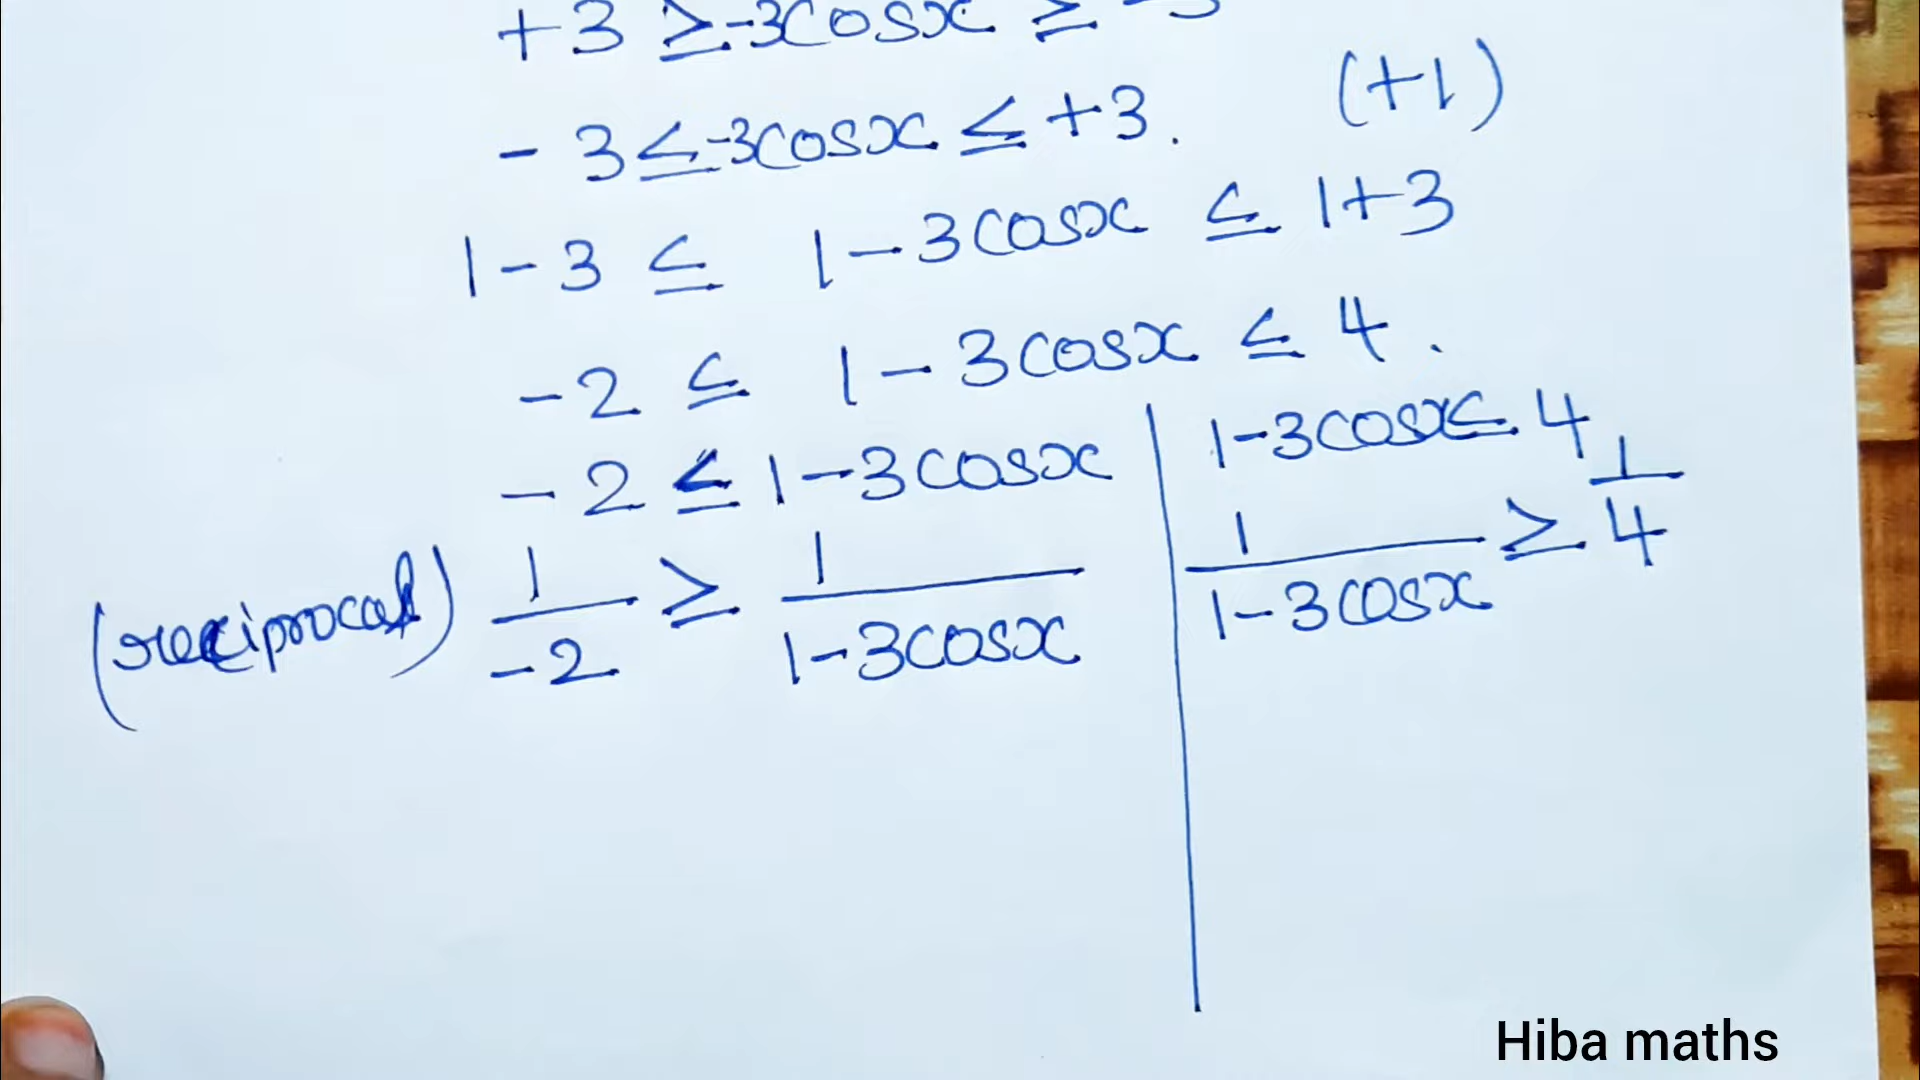 +3 ≥ -3cosx ≥ -3
- 3 ≤ -3cosx ≤ +3. (+1)
1 - 3 ≤ 1 - 3cosx ≤ 1+3
-2 ≤ 1 - 3cosx ≤ 4.
-2 ≤ 1-3cosx | 1-3cosx ≤ 4
(reciprocal) 1/-2 ≥ 1/1-3cosx | 1/1-3cosx ≥ 1/4
Hiba maths